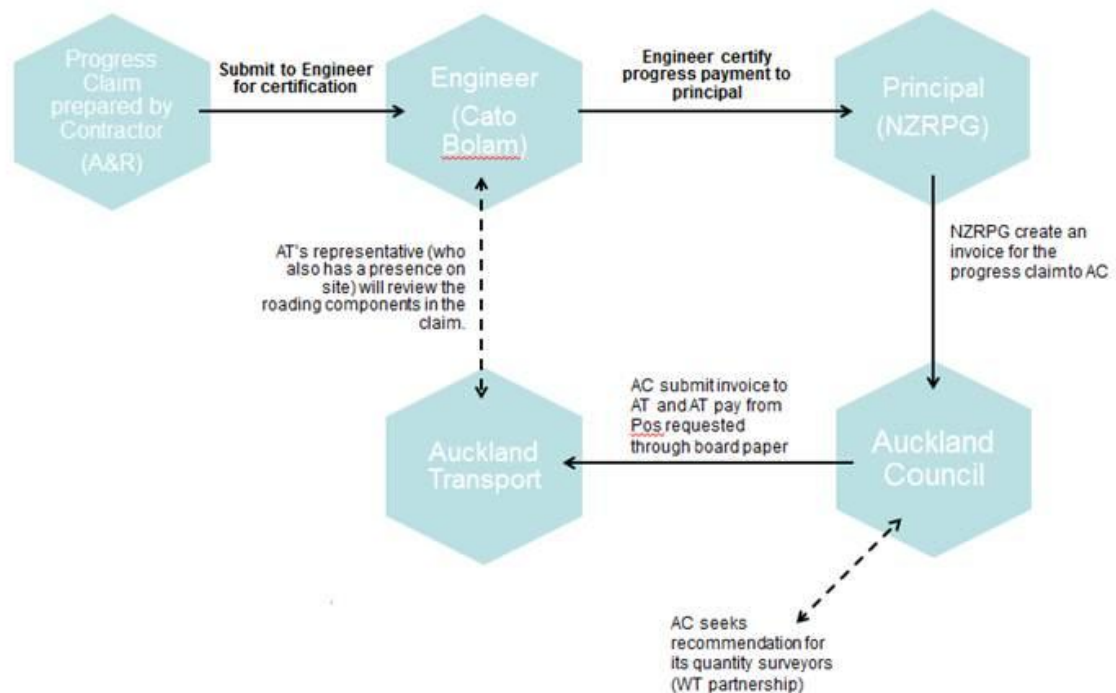 Progress
Claim
prepared by
Contractor
(A&R)
Submit to Engineer
for certification
Engineer
(Cato
Bolam)
Engineer certify
progress payment to
principal
Principal
(NZRPG)
NZRPG create an
invoice for the
progress claim to AC
AT's representative (who
also has a presence on
site) will review the
roading components in the
claim.
AC submit invoice to
AT and AT pay from
Pos requested
through board paper
Auckland
Transport
Auckland
Council
AC seeks
recommendation for
its quantity surveyors
(WT partnership)